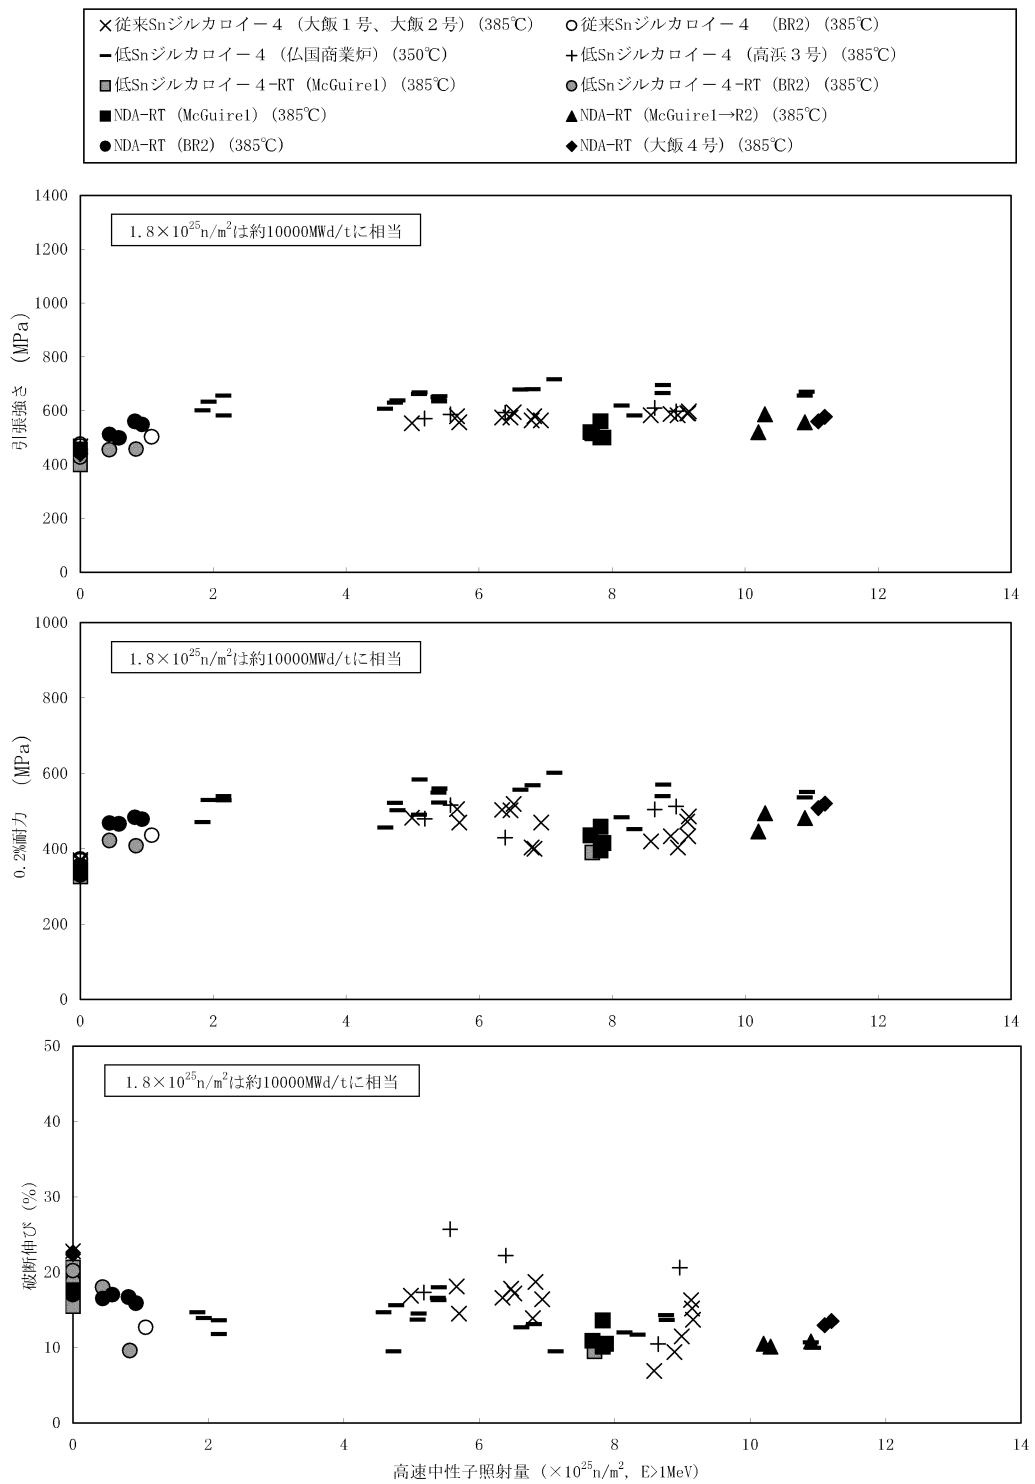 ×従来Snジルカロイ－４ (大飯１号、大飯２号) (385℃)
○従来Snジルカロイ－４ (BR2) (385℃)
低Snジルカロイ－４ (仏国商業炉) (350℃)
＋低Snジルカロイ－４ (高浜３号) (385℃)
低Snジルカロイ－４-RT (McGuire1) (385℃)
低Snジルカロイ－４-RT (BR2) (385℃)
■NDA-RT (McGuire1) (385℃)
▲NDA-RT (McGuire1→R2) (385℃)
●NDA-RT (BR2) (385℃)
◆NDA-RT (大飯４号) (385℃)
1400
1200
1000
800
600
400
200
0
引張強さ (MPa)
1.8×10²⁵n/m²は約10000MWd/tに相当
0 2 4 6 8 10 12 14
1000
800
600
400
200
0
0.2%耐力 (MPa)
1.8×10²⁵n/m²は約10000MWd/tに相当
0 2 4 6 8 10 12 14
50
40
30
20
10
0
破断伸び (%)
1.8×10²⁵n/m²は約10000MWd/tに相当
0 2 4 6 8 10 12 14
高速中性子照射量 (×10²⁵n/m², E>1MeV)